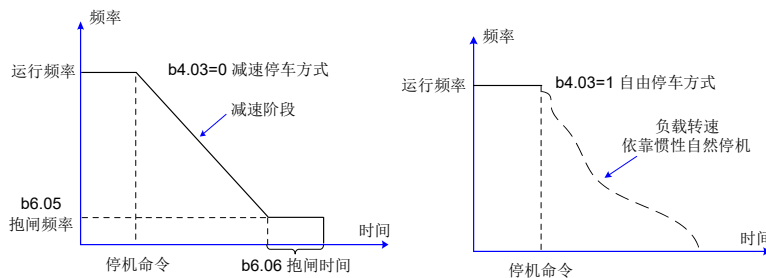 频率
b4.03=0 减速停车方式
运行频率
减速阶段
b6.05
抱闸频率
时间
停机命令
b6.06 抱闸时间
频率
b4.03=1 自由停车方式
运行频率
负载转速
依靠惯性自然停机
时间
停机命令